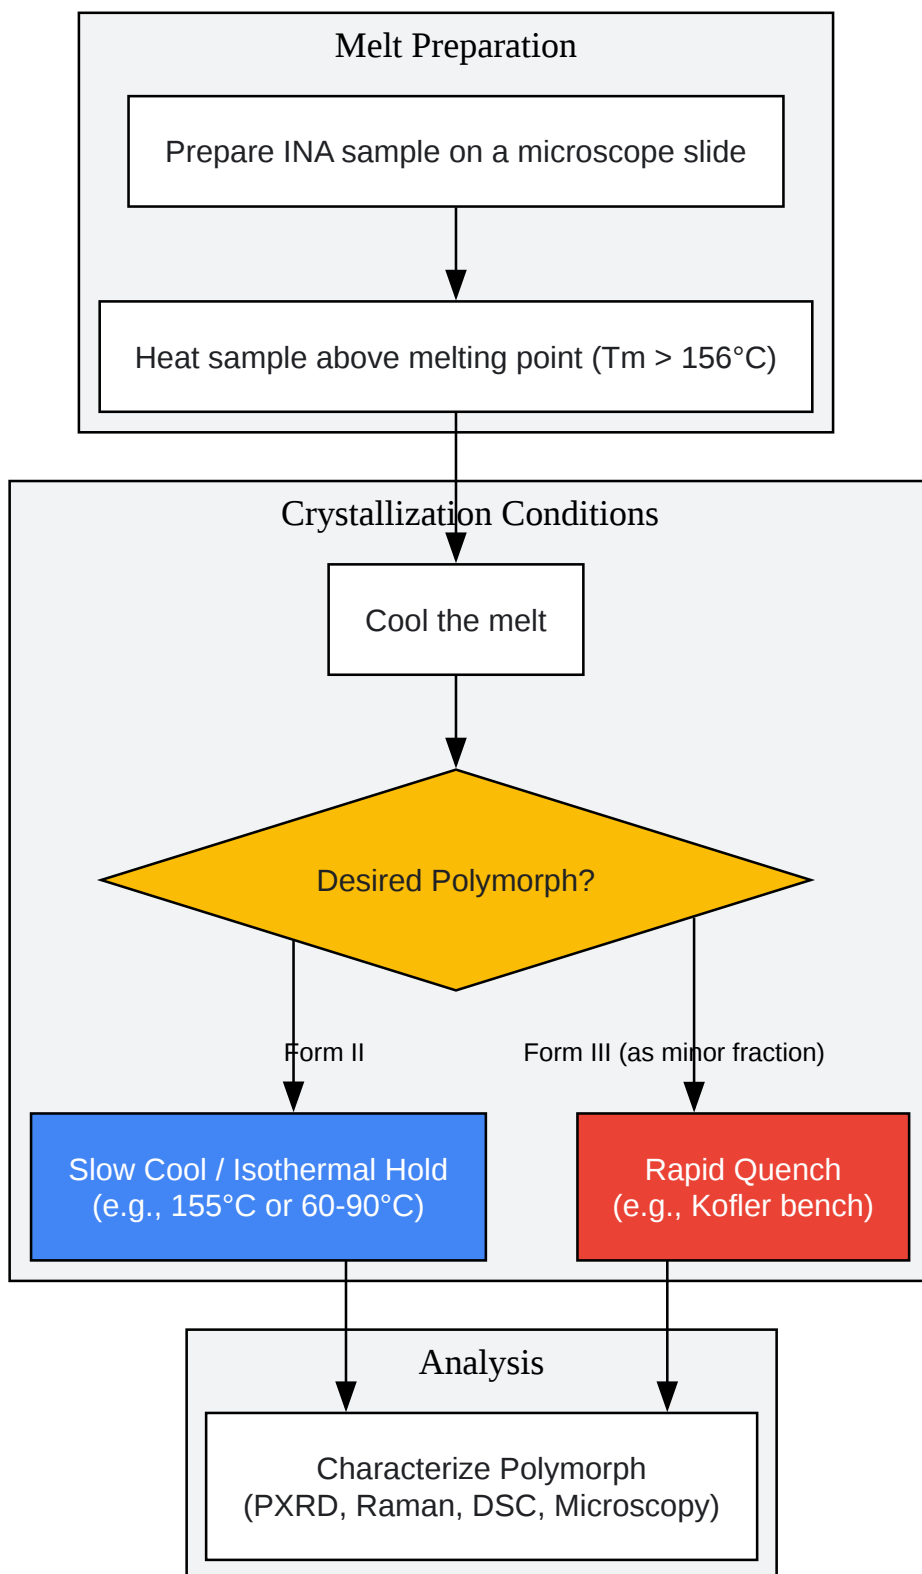 Melt Preparation
Prepare INA sample on a microscope slide
Heat sample above melting point (Tm > 156°C)
Crystallization Conditions
Cool the melt
Desired Polymorph?
Form II
Form III (as minor fraction)
Slow Cool / Isothermal Hold
(e.g., 155°C or 60-90°C)
Rapid Quench
(e.g., Kofler bench)
Analysis
Characterize Polymorph
(PXRD, Raman, DSC, Microscopy)